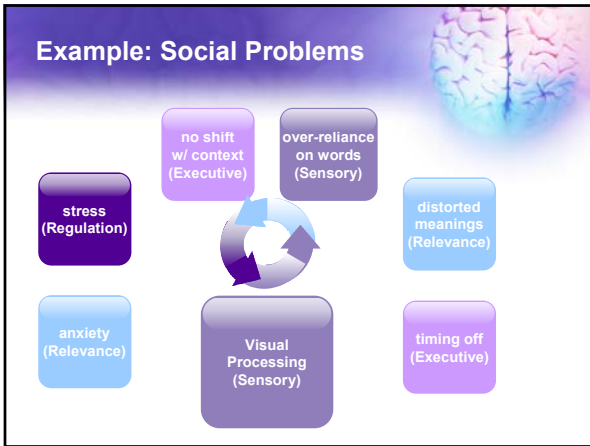 Example: Social Problems
no shift
w/ context
(Executive)
over-reliance
on words
(Sensory)
stress
(Regulation)
distorted
meanings
(Relevance)
anxiety
(Relevance)
Visual
Processing
(Sensory)
timing off
(Executive)